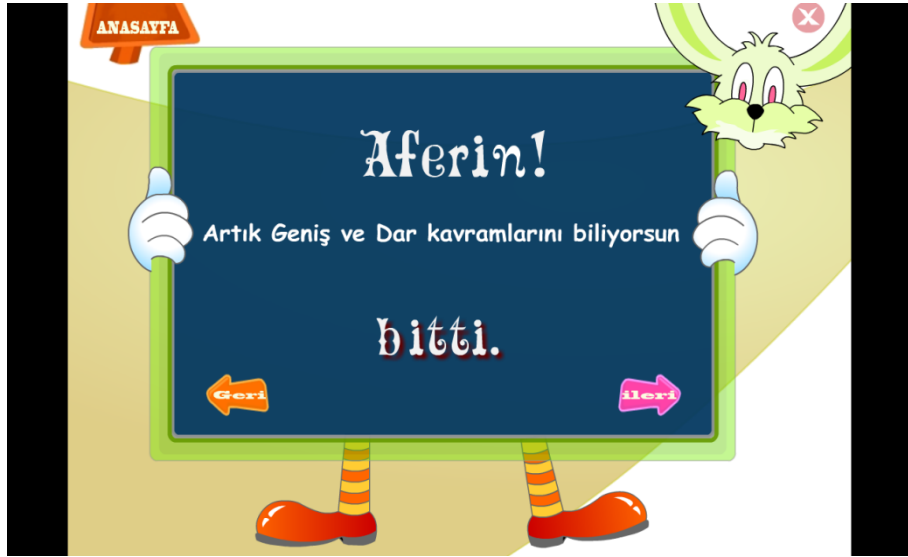 ANASAYFA
X
Aferin!
Artık Geniş ve Dar kavramlarını biliyorsun
bitti.
Geri
ileri